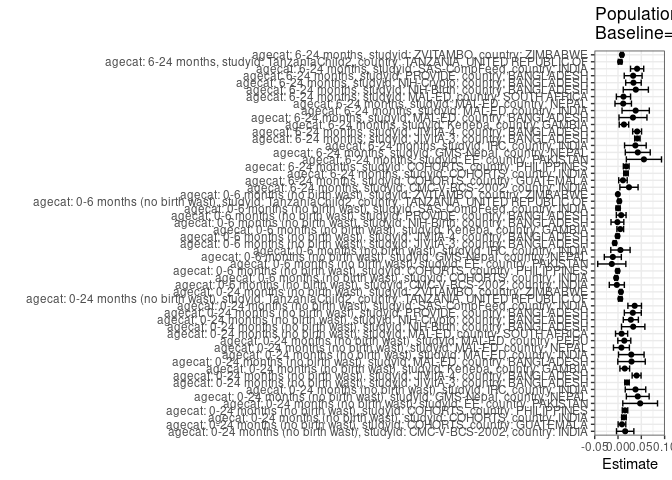 Population
Baseline=
agecat: 6-24 months, studyid: ZVITAMBO, country: ZIMBABWE
agecat: 6-24 months, studyid: TanzaniaChild2, country: TANZANIA, UNITED REPUBLIC OF
agecat: 6-24 months, studyid: SAS-CompFeed, country: INDIA
agecat: 6-24 months, studyid: PROVIDE, country: BANGLADESH
agecat: 6-24 months, studyid: NIH-Crypto, country: BANGLADESH
agecat: 6-24 months, studyid: NIH-Birth, country: BANGLADESH
agecat: 6-24 months, studyid: MAL-ED, country: SOUTH AFRICA
agecat: 6-24 months, studyid: MAL-ED, country: NEPAL
agecat: 6-24 months, studyid: MAL-ED, country: INDIA
agecat: 6-24 months, studyid: MAL-ED, country: BANGLADESH
agecat: 6-24 months, studyid: Keneba, country: GAMBIA
agecat: 6-24 months, studyid: JiVitA-4, country: BANGLADESH
agecat: 6-24 months, studyid: JiVitA-3, country: BANGLADESH
agecat: 6-24 months, studyid: IHC, country: INDIA
agecat: 6-24 months, studyid: GMS-Nepal, country: NEPAL
agecat: 6-24 months, studyid: EE, country: PAKISTAN
agecat: 6-24 months, studyid: COHORTS, country: PHILIPPINES
agecat: 6-24 months, studyid: COHORTS, country: INDIA
agecat: 6-24 months, studyid: COHORTS, country: GUATEMALA
agecat: 6-24 months, studyid: CMC-V-BCS-2002, country: INDIA
agecat: 0-6 months (no birth wast), studyid: ZVITAMBO, country: ZIMBABWE
agecat: 0-6 months (no birth wast), studyid: TanzaniaChild2, country: TANZANIA, UNITED REPUBLIC OF
agecat: 0-6 months (no birth wast), studyid: SAS-CompFeed, country: INDIA
agecat: 0-6 months (no birth wast), studyid: PROVIDE, country: BANGLADESH
agecat: 0-6 months (no birth wast), studyid: NIH-Crypto, country: BANGLADESH
agecat: 0-6 months (no birth wast), studyid: Keneba, country: GAMBIA
agecat: 0-6 months (no birth wast), studyid: JiVitA-4, country: BANGLADESH
agecat: 0-6 months (no birth wast), studyid: JiVitA-3, country: BANGLADESH
agecat: 0-6 months (no birth wast), studyid: IHC, country: INDIA
agecat: 0-6 months (no birth wast), studyid: GMS-Nepal, country: NEPAL
agecat: 0-6 months (no birth wast), studyid: EE, country: PAKISTAN
agecat: 0-6 months (no birth wast), studyid: COHORTS, country: PHILIPPINES
agecat: 0-6 months (no birth wast), studyid: COHORTS, country: INDIA
agecat: 0-6 months (no birth wast), studyid: CMC-V-BCS-2002, country: INDIA
agecat: 0-24 months (no birth wast), studyid: ZVITAMBO, country: ZIMBABWE
agecat: 0-24 months (no birth wast), studyid: TanzaniaChild2, country: TANZANIA, UNITED REPUBLIC OF
agecat: 0-24 months (no birth wast), studyid: SAS-CompFeed, country: INDIA
agecat: 0-24 months (no birth wast), studyid: PROVIDE, country: BANGLADESH
agecat: 0-24 months (no birth wast), studyid: NIH-Crypto, country: BANGLADESH
agecat: 0-24 months (no birth wast), studyid: NIH-Birth, country: BANGLADESH
agecat: 0-24 months (no birth wast), studyid: MAL-ED, country: SOUTH AFRICA
agecat: 0-24 months (no birth wast), studyid: MAL-ED, country: PERU
agecat: 0-24 months (no birth wast), studyid: MAL-ED, country: NEPAL
agecat: 0-24 months (no birth wast), studyid: MAL-ED, country: INDIA
agecat: 0-24 months (no birth wast), studyid: MAL-ED, country: BANGLADESH
agecat: 0-24 months (no birth wast), studyid: Keneba, country: GAMBIA
agecat: 0-24 months (no birth wast), studyid: JiVitA-4, country: BANGLADESH
agecat: 0-24 months (no birth wast), studyid: JiVitA-3, country: BANGLADESH
agecat: 0-24 months (no birth wast), studyid: IHC, country: INDIA
agecat: 0-24 months (no birth wast), studyid: GMS-Nepal, country: NEPAL
agecat: 0-24 months (no birth wast), studyid: EE, country: PAKISTAN
agecat: 0-24 months (no birth wast), studyid: COHORTS, country: PHILIPPINES
agecat: 0-24 months (no birth wast), studyid: COHORTS, country: INDIA
agecat: 0-24 months (no birth wast), studyid: COHORTS, country: GUATEMALA
agecat: 0-24 months (no birth wast), studyid: CMC-V-BCS-2002, country: INDIA
-0.05 0.00 0.05 0.10
Estimate